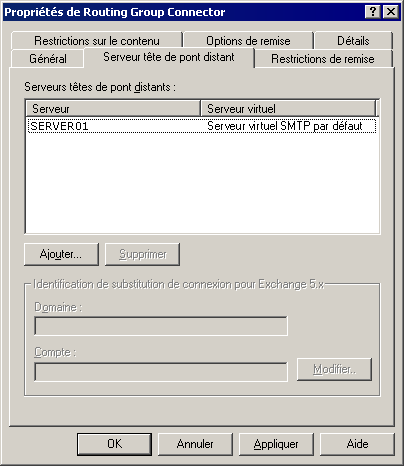 Propriétés de Routing Group Connector
Restrictions sur le contenu Options de remise Détails
Général Serveur tête de pont distant Restrictions de remise
Serveurs têtes de pont distants :
Serveur Serveur virtuel
SERVER01 Serveur virtuel SMTP par défaut
Ajouter... Supprimer
Identification de substitution de connexion pour Exchange 5.x
Domaine :
Compte :
Modifier..
OK Annuler Appliquer Aide